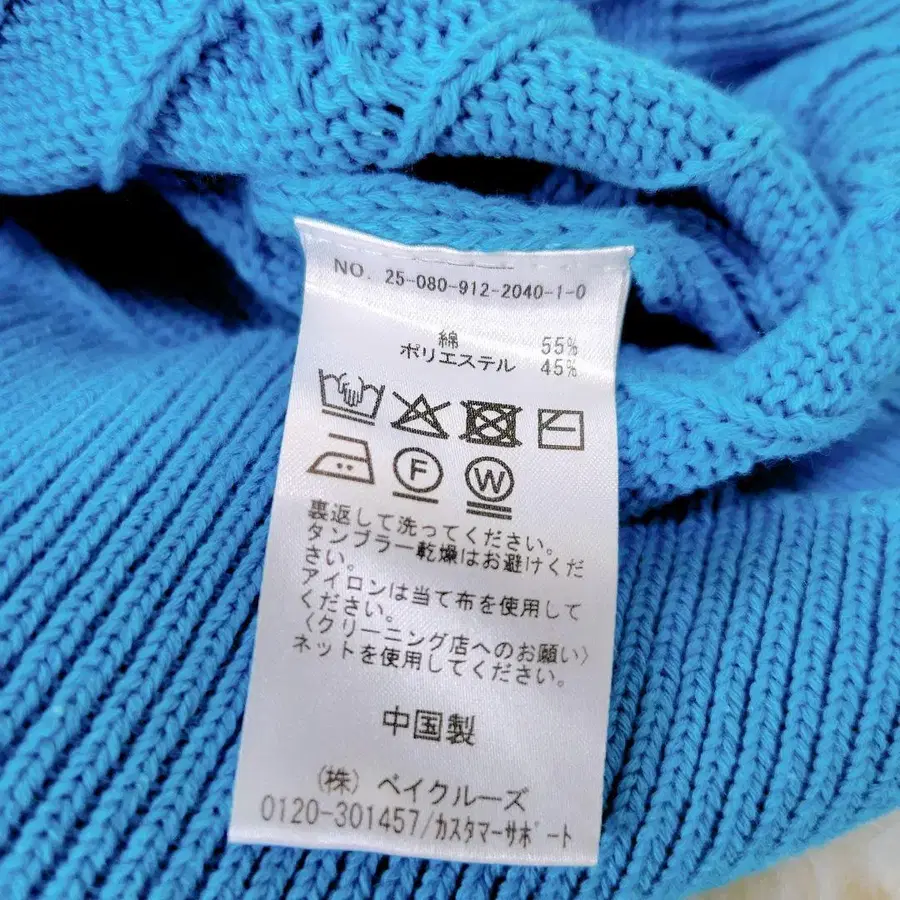 NO. 25-080-912-2040-1-0
綿 55%
ポリエステル 45%
F W
裏返して洗ってください。
タンブラー乾燥はお避けくだ
さい。
アイロンは当て布を使用して
ください。
〈クリーニング店へのお願い〉
ネットを使用してください。
中国製
(株) ベイクルーズ
0120-301457/カスタマーサポート